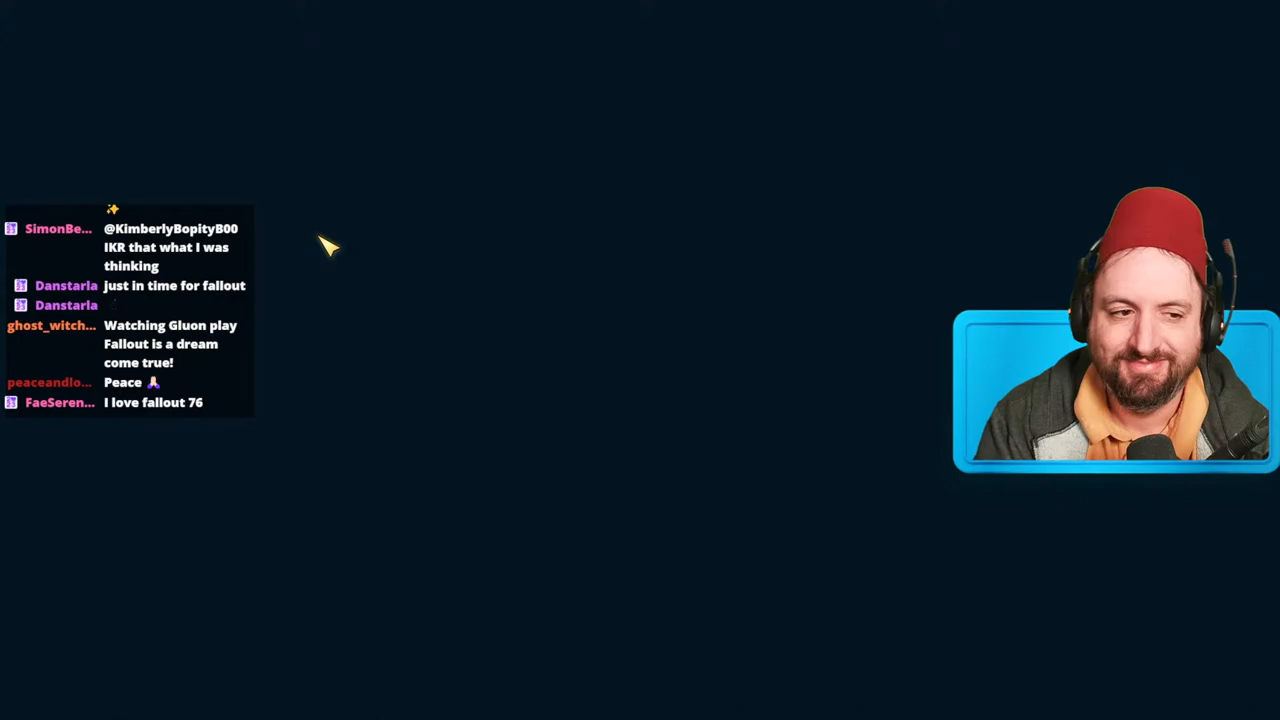 SimonBe... @KimberlyBopityB00
IKR that what I was
thinking
Danstarla just in time for fallout
Danstarla
ghost_witch... Watching Gluon play
Fallout is a dream
come true!
peaceandlo... Peace 🙏🏻
FaeSeren... I love fallout 76